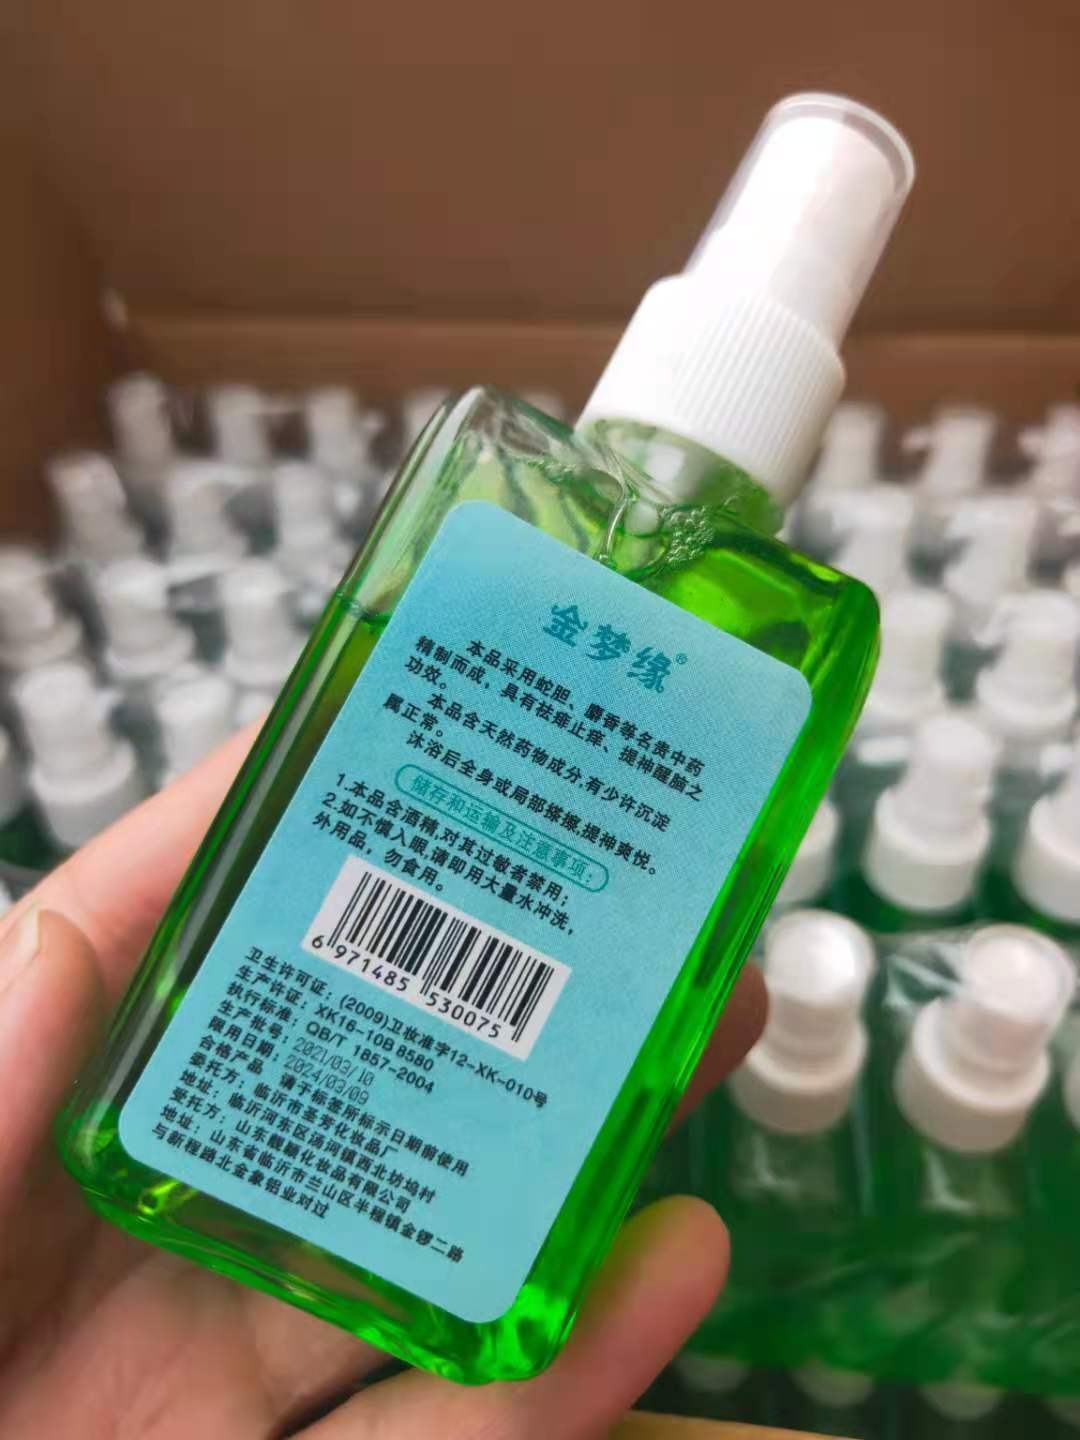 金梦缘®
本品采用蛇胆、麝香等名贵中药
精制而成，具有祛痱止痒、提神醒脑之
功效。
本品含天然药物成分,有少许沉淀
属正常。
沐浴后全身或局部搽擦,提神爽悦。
储存和运输及注意事项：
1.本品含酒精,对其过敏者禁用；
2.如不慎入眼,请即用大量水冲洗，
外用品，勿食用。
6 971485 530075
卫生许可证：(2009)卫妆准字12-XK-010号
生产许可证：XK16-10B 8580
执行标准：QB/T 1857-2004
生产批号：2021/03/10
限用日期：2024/03/09
合格产品 请于标签所标示日期前使用
委托方：临沂市圣芳化妆品厂
地址：临沂河东区汤河镇西北坊坞村
受托方：山东靓颖化妆品有限公司
地址：山东省临沂市兰山区半程镇金锣二路
与新程路北金象铝业对过